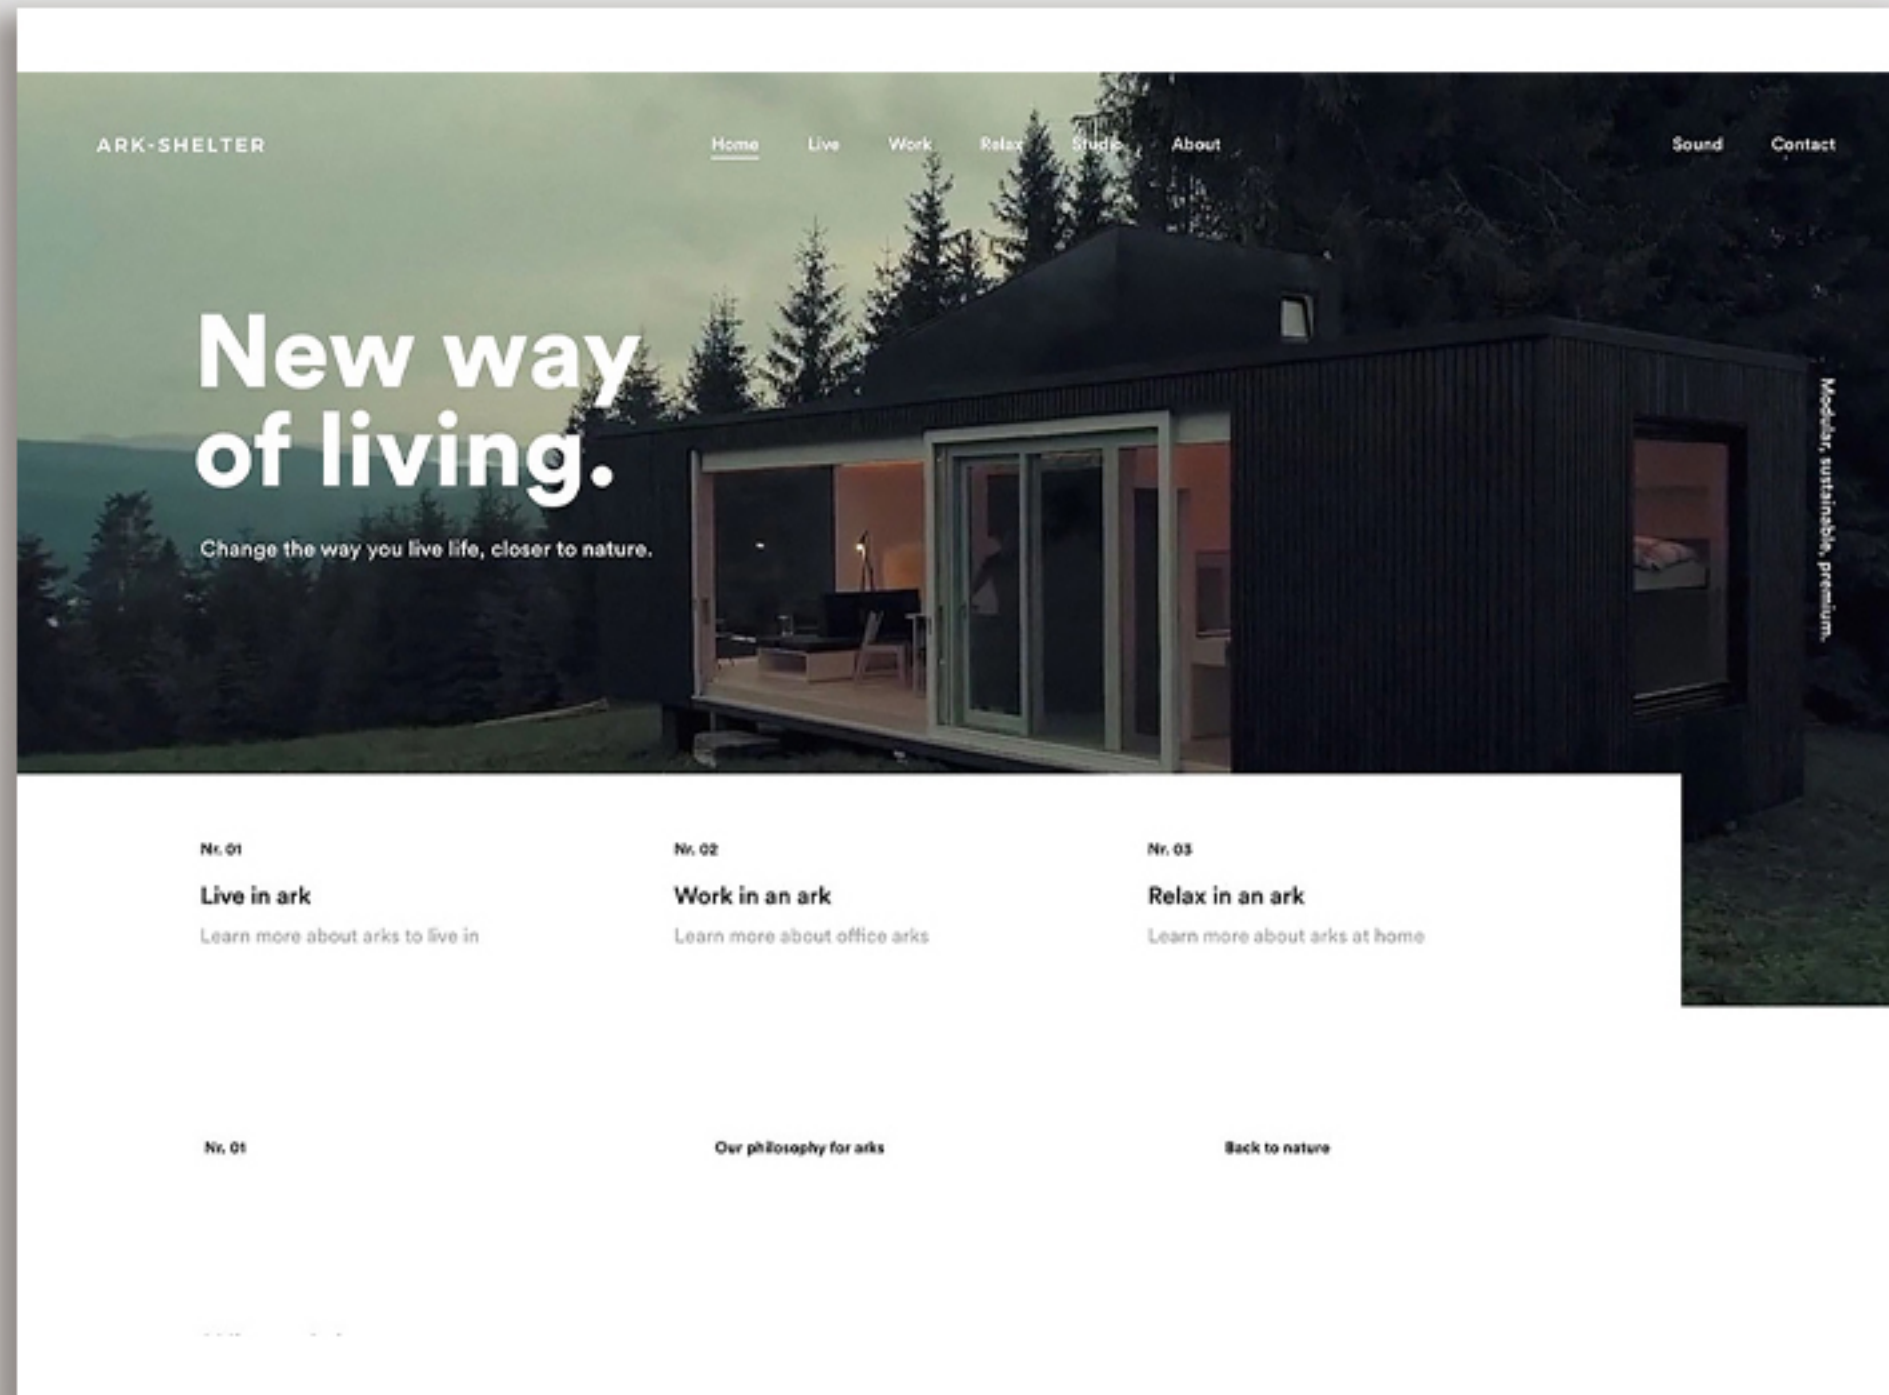 ARK-SHELTER
Home Live Work Relax Studio About
Sound Contact
New way
of living.
Change the way you live life, closer to nature.
Modular, sustainable, premium.
Nr. 01
Live in ark
Learn more about arks to live in
Nr. 02
Work in an ark
Learn more about office arks
Nr. 03
Relax in an ark
Learn more about arks at home
Nr. 01
Our philosophy for arks
Back to nature